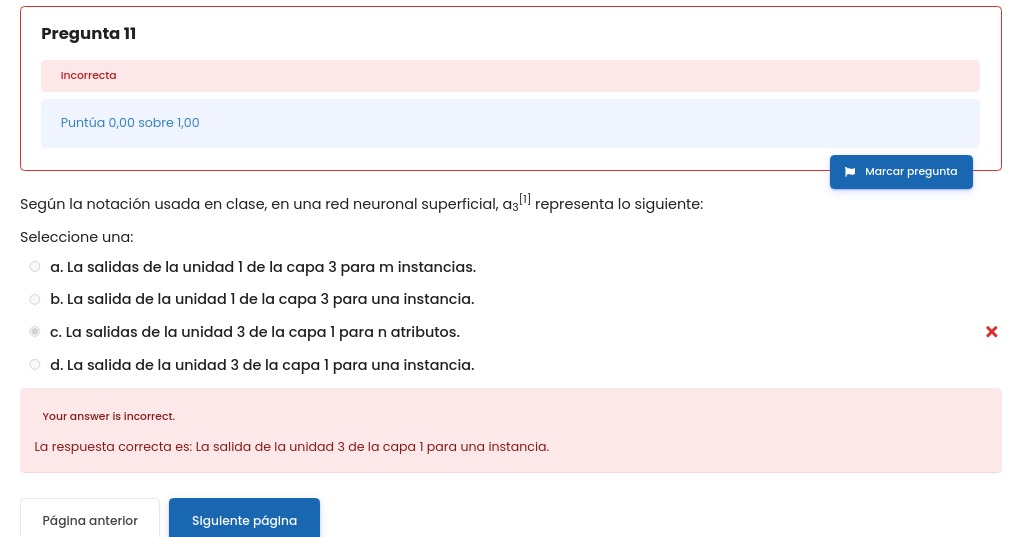 Pregunta 11
Incorrecta
Puntúa 0,00 sobre 1,00
Marcar pregunta
Según la notación usada en clase, en una red neuronal superficial, a₃[1] representa lo siguiente:
Seleccione una:
a. La salidas de la unidad 1 de la capa 3 para m instancias.
b. La salida de la unidad 1 de la capa 3 para una instancia.
c. La salidas de la unidad 3 de la capa 1 para n atributos.
d. La salida de la unidad 3 de la capa 1 para una instancia.
Your answer is incorrect.
La respuesta correcta es: La salida de la unidad 3 de la capa 1 para una instancia.
Página anterior
Siguiente página